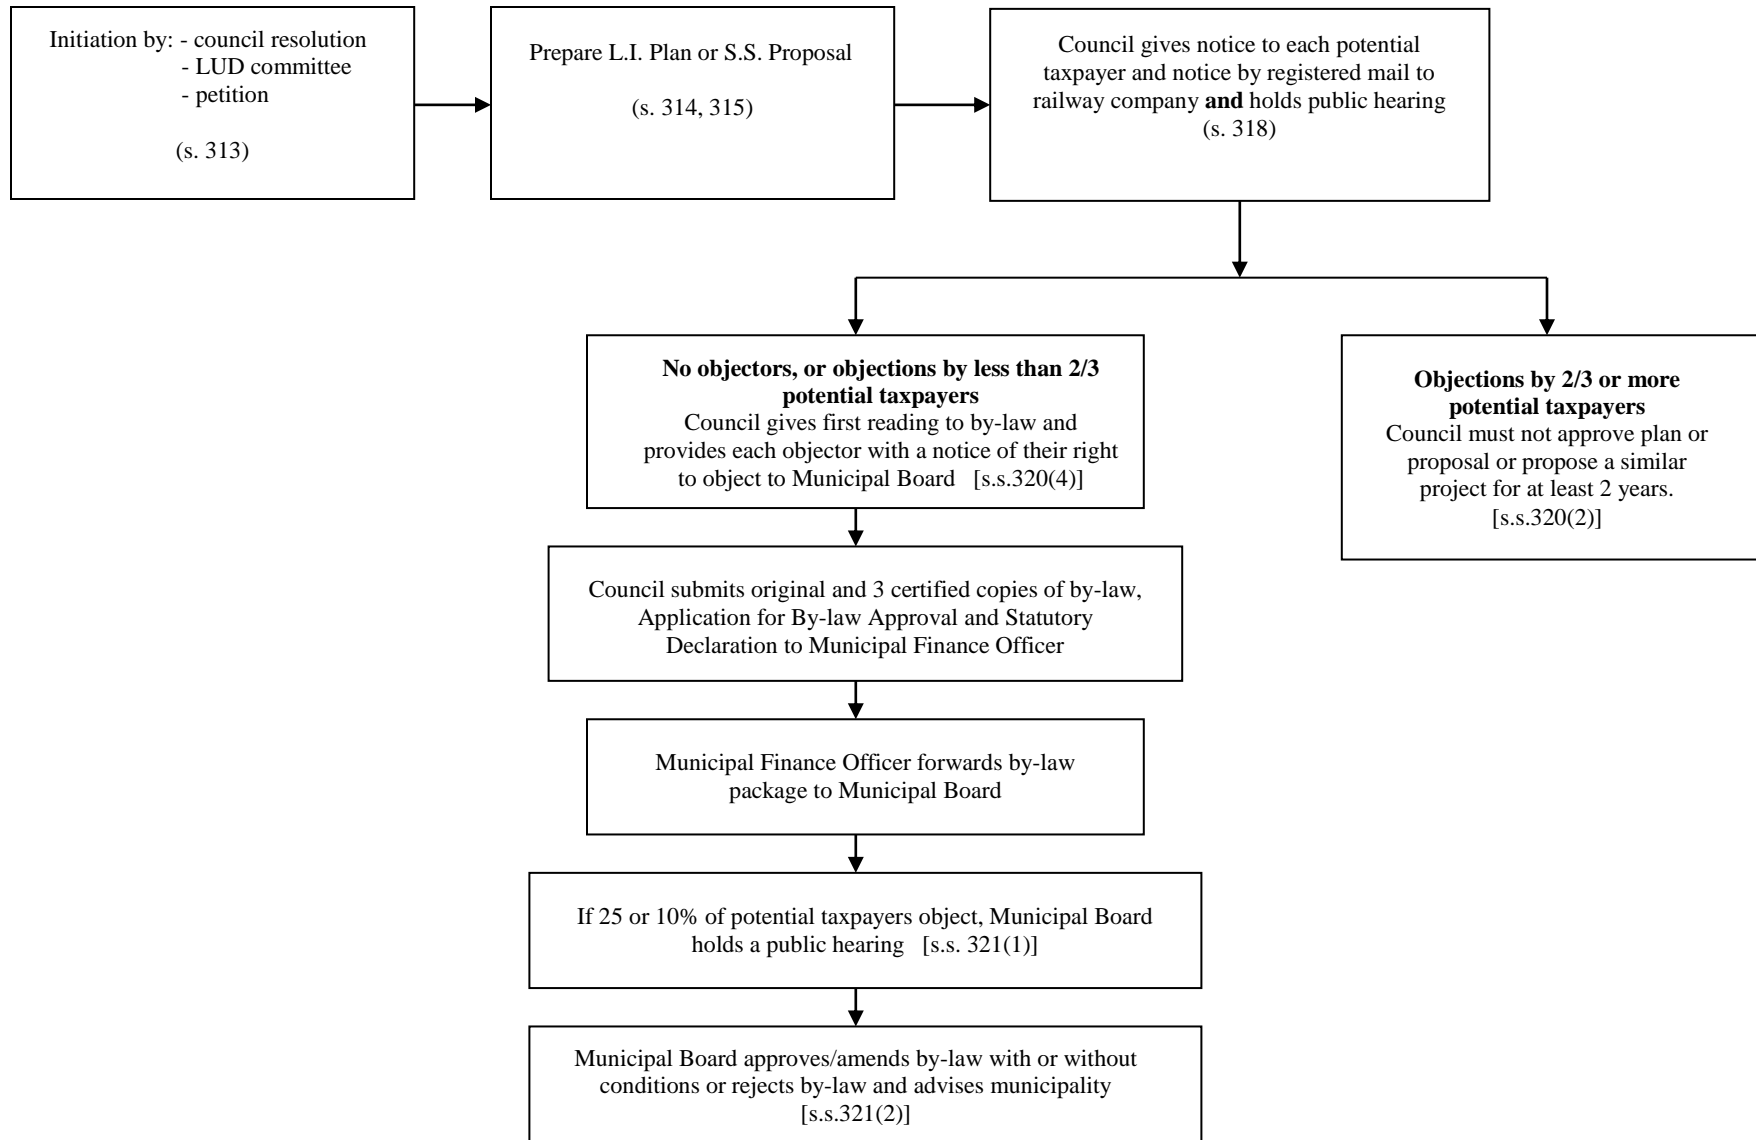 Initiation by: - council resolution
- LUD committee
- petition
(s. 313)
Prepare L.I. Plan or S.S. Proposal
(s. 314, 315)
Council gives notice to each potential
taxpayer and notice by registered mail to
railway company and holds public hearing
(s. 318)
No objectors, or objections by less than 2/3
potential taxpayers
Council gives first reading to by-law and
provides each objector with a notice of their right
to object to Municipal Board [s.s.320(4)]
Objections by 2/3 or more
potential taxpayers
Council must not approve plan or
proposal or propose a similar
project for at least 2 years.
[s.s.320(2)]
Council submits original and 3 certified copies of by-law,
Application for By-law Approval and Statutory
Declaration to Municipal Finance Officer
Municipal Finance Officer forwards by-law
package to Municipal Board
If 25 or 10% of potential taxpayers object, Municipal Board
holds a public hearing [s.s. 321(1)]
Municipal Board approves/amends by-law with or without
conditions or rejects by-law and advises municipality
[s.s.321(2)]